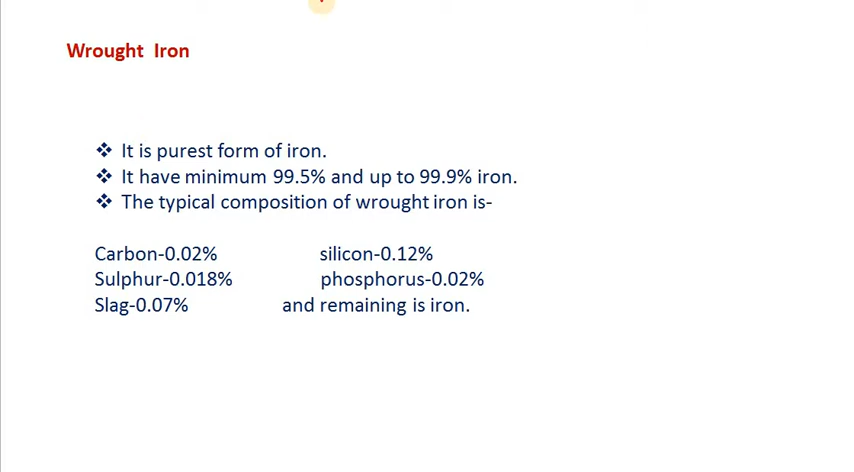 Wrought Iron
❖ It is purest form of iron.
❖ It have minimum 99.5% and up to 99.9% iron.
❖ The typical composition of wrought iron is-
Carbon-0.02% silicon-0.12%
Sulphur-0.018% phosphorus-0.02%
Slag-0.07% and remaining is iron.